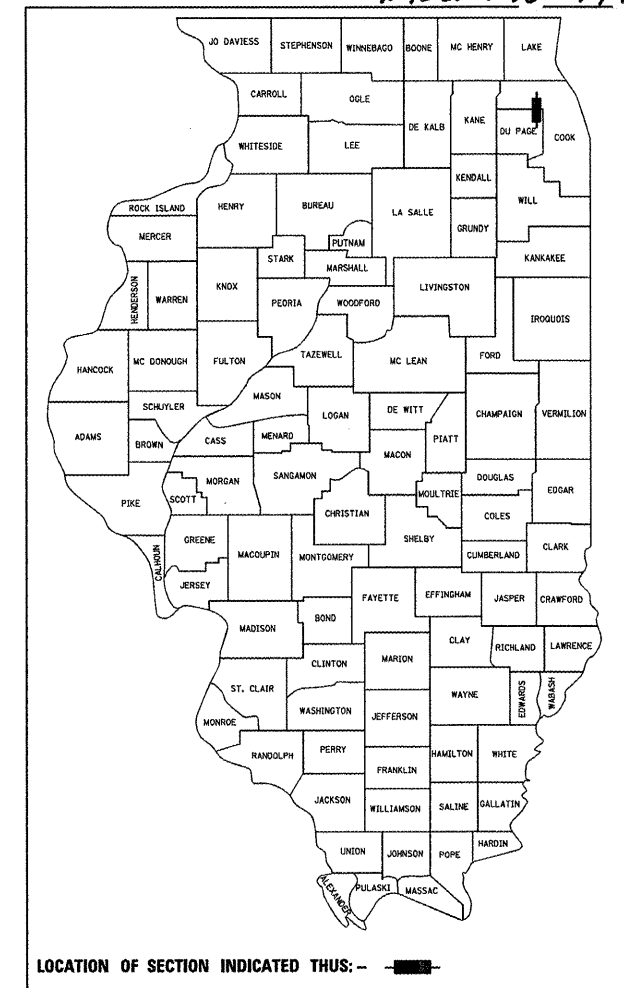 JO DAVIESS STEPHENSON WINNEBAGO BOONE MC HENRY LAKE
CARROLL OGLE
DE KALB KANE
DU PAGE COOK
WHITESIDE LEE
KENDALL
ROCK ISLAND HENRY BUREAU LA SALLE WILL
MERCER
GRUNDY
PUTNAM
STARK MARSHALL KANKAKEE
HENDERSON WARREN KNOX
PEORIA WOODFORD LIVINGSTON
IROQUOIS
HANCOCK MC DONOUGH FULTON TAZEWELL MC LEAN FORD
MASON
SCHUYLER LOGAN DE WITT CHAMPAIGN VERMILION
ADAMS BROWN CASS MENARD MACON PIATT
SANGAMON DOUGLAS
MORGAN
PIKE SCOTT CHRISTIAN MOULTRIE EDGAR
COLES
GREENE SHELBY
CALHOUN MACOUPIN MONTGOMERY CUMBERLAND CLARK
JERSEY
FAYETTE EFFINGHAM JASPER CRAWFORD
MADISON BOND
CLAY RICHLAND LAWRENCE
CLINTON MARION
ST. CLAIR WAYNE EDWARDS WABASH
WASHINGTON JEFFERSON
MONROE
RANDOLPH PERRY HAMILTON WHITE
FRANKLIN
JACKSON WILLIAMSON SALINE GALLATIN
UNION JOHNSON POPE HARDIN
ALEXANDER PULASKI MASSAC
LOCATION OF SECTION INDICATED THUS: -